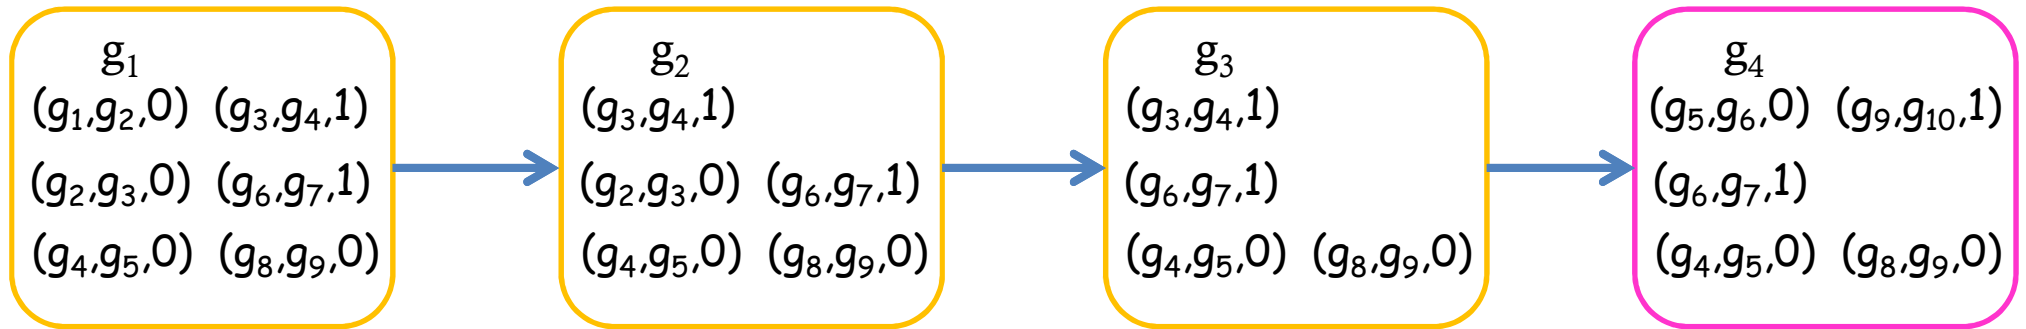 g₁
(g₁,g₂,0) (g₃,g₄,1)
(g₂,g₃,0) (g₆,g₇,1)
(g₄,g₅,0) (g₈,g₉,0)
g₂
(g₃,g₄,1)
(g₂,g₃,0) (g₆,g₇,1)
(g₄,g₅,0) (g₈,g₉,0)
g₃
(g₃,g₄,1)
(g₆,g₇,1)
(g₄,g₅,0) (g₈,g₉,0)
g₄
(g₅,g₆,0) (g₉,g₁₀,1)
(g₆,g₇,1)
(g₄,g₅,0) (g₈,g₉,0)